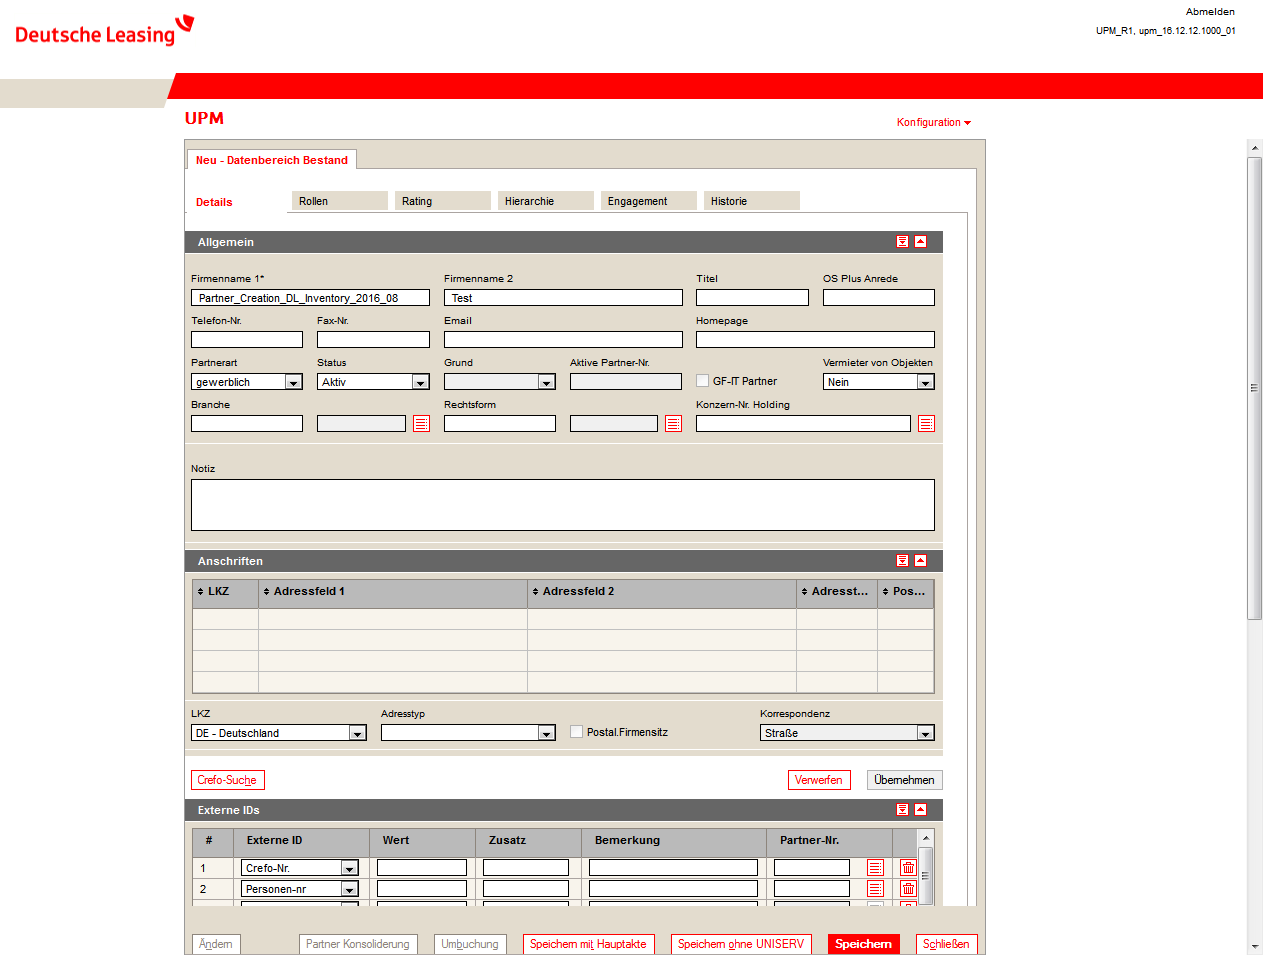 Abmelden
Deutsche Leasing
UPM_R1, upm_16.12.12.1000_01
UPM
Konfiguration
Neu - Datenbereich Bestand
Details Rollen Rating Hierarchie Engagement Historie
Allgemein
Firmenname 1* Firmenname 2 Titel OS Plus Anrede
Partner_Creation_DL_Inventory_2016_08 Test
Telefon-Nr. Fax-Nr. Email Homepage
Partnerart Status Grund Aktive Partner-Nr. Vermieter von Objekten
gewerblich Aktiv GF-IT Partner Nein
Branche Rechtsform Konzern-Nr. Holding
Notiz
Anschriften
LKZ Adressfeld 1 Adressfeld 2 Adresst... Pos...
LKZ Adresstyp Korrespondenz
DE - Deutschland Postal.Firmensitz Straße
Crefo-Suche Verwerfen Übernehmen
Externe IDs
# Externe ID Wert Zusatz Bemerkung Partner-Nr.
1 Crefo-Nr.
2 Personen-nr
Ändern Partner Konsoliderung Umbuchung Speichern mit Hauptakte Speichern ohne UNISERV Speichern Schließen